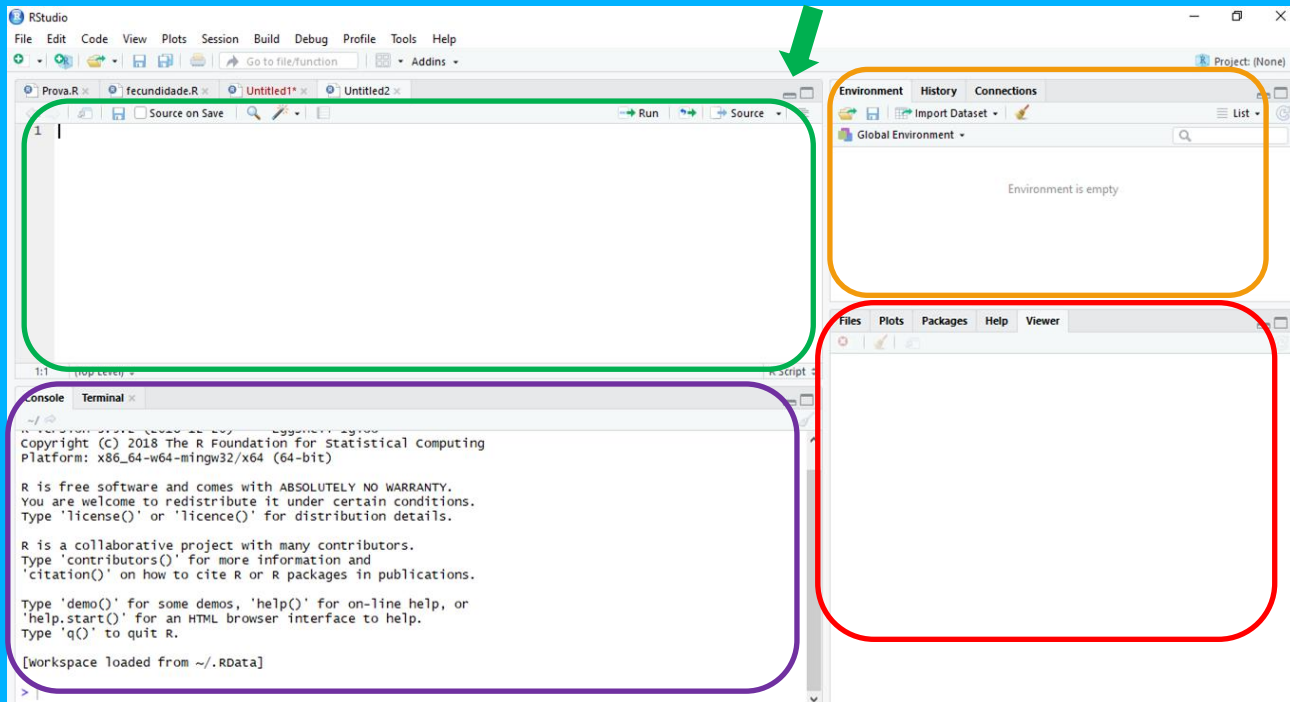 RStudio
File Edit Code View Plots Session Build Debug Profile Tools Help
Go to file/function Addins
Project: (None)
Prova.R fecundidade.R Untitled1* Untitled2
Source on Save Run Source
1
1:1 (Top Level) R Script
Console Terminal
~/
Copyright (C) 2018 The R Foundation for Statistical Computing
Platform: x86_64-w64-mingw32/x64 (64-bit)
R is free software and comes with ABSOLUTELY NO WARRANTY.
You are welcome to redistribute it under certain conditions.
Type 'license()' or 'licence()' for distribution details.
R is a collaborative project with many contributors.
Type 'contributors()' for more information and
'citation()' on how to cite R or R packages in publications.
Type 'demo()' for some demos, 'help()' for on-line help, or
'help.start()' for an HTML browser interface to help.
Type 'q()' to quit R.
[Workspace loaded from ~/.RData]
>
Environment History Connections
Import Dataset List
Global Environment
Environment is empty
Files Plots Packages Help Viewer